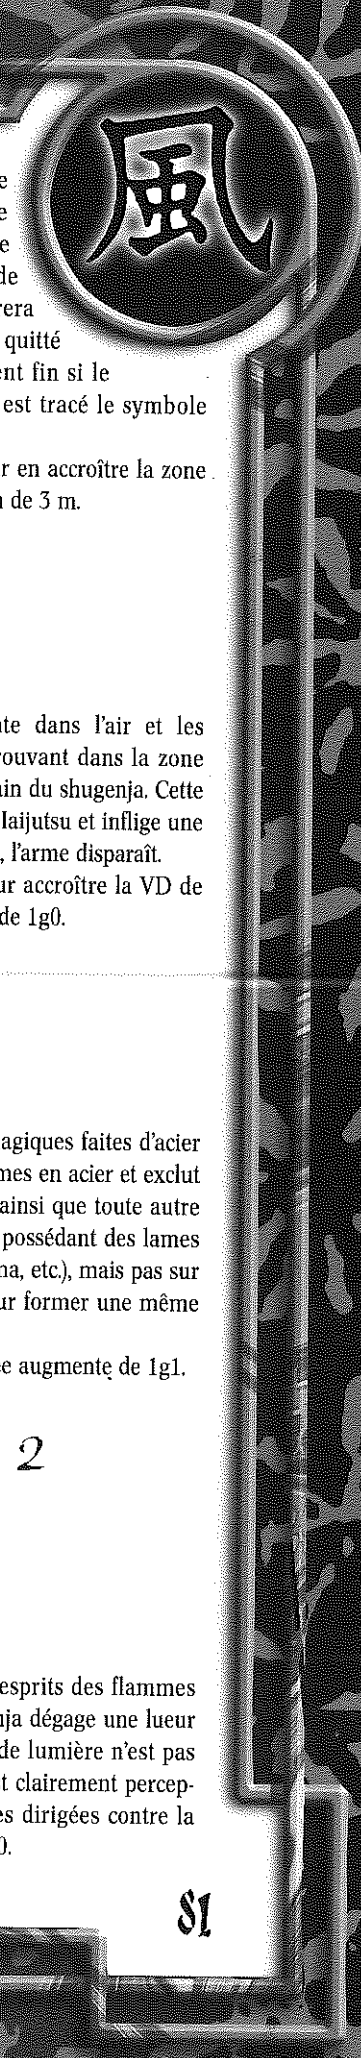 風
e
e
e
de
rera
quitté
ent fin si le
est tracé le symbole
r en accroître la zone
n de 3 m.
nte dans l'air et les
rouvant dans la zone
ain du shugenja. Cette
Iaijutsu et inflige une
, l'arme disparaît.
ur accroître la VD de
de 1g0.
agiques faites d'acier
mes en acier et exclut
ainsi que toute autre
possédant des lames
na, etc.), mais pas sur
ur former une même
ée augmente de 1g1.
2
esprits des flammes
nja dégage une lueur
de lumière n'est pas
t clairement percep-
es dirigées contre la
0.
81